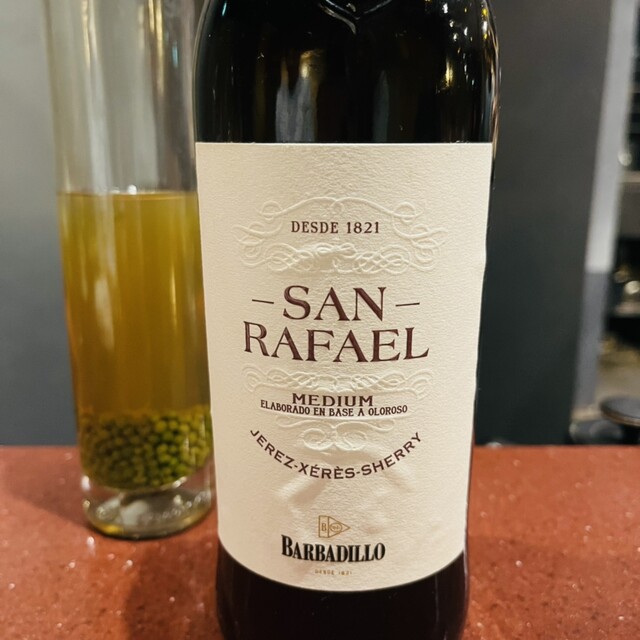 DESDE 1821
SAN
RAFAEL
MEDIUM
ELABORADO EN BASE A OLOROSO
JEREZ-XÉRÈS-SHERRY
B
BARBADILLO
DESDE 1821